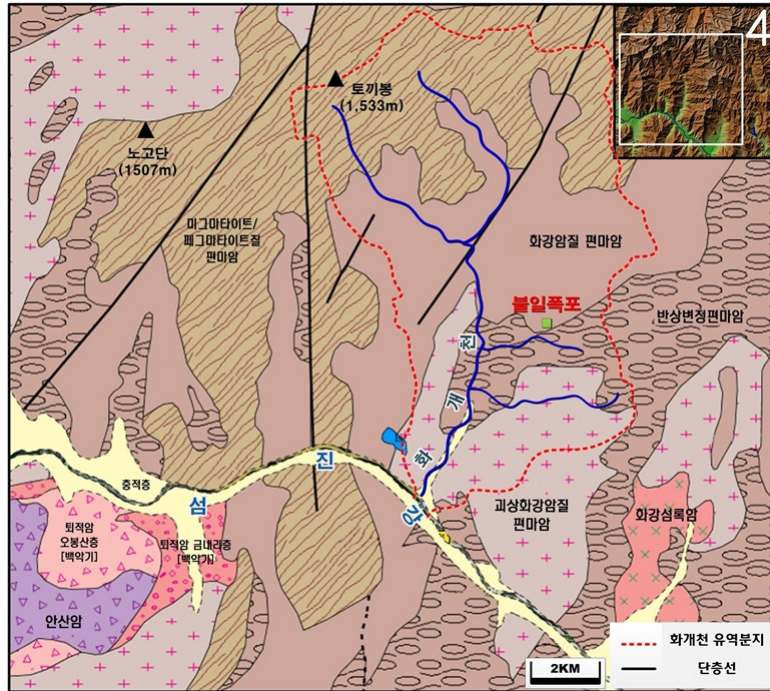 4
토끼봉
(1,533m)
노고단
(1507m)
미그마타이트/
페그마타이트질
편마암
화강암질 편마암
불일폭포
반상변정편마암
화개천
충적층
섬진강
퇴적암
오봉산층
[백악기]
퇴적암 금내리층
[백악기]
안산암
괴상화강암질
편마암
화강섬록암
화개천 유역분지
단층선
2KM